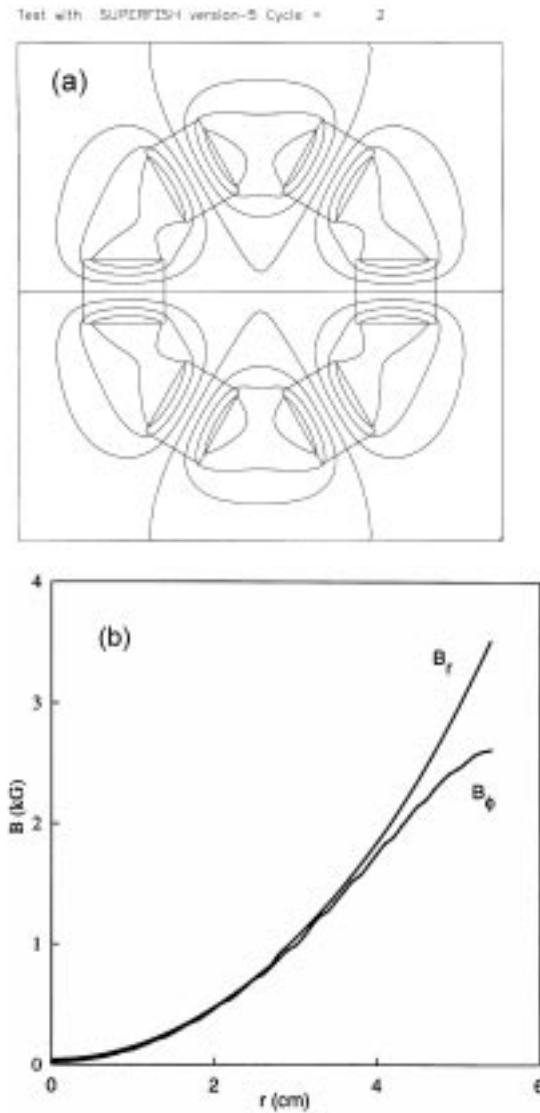 Test with SUPERFISH version-5 Cycle = 2
(a)
4
(b)
B_r
3
B (kG)
2
B_ϕ
1
0
0 2 4 6
r (cm)